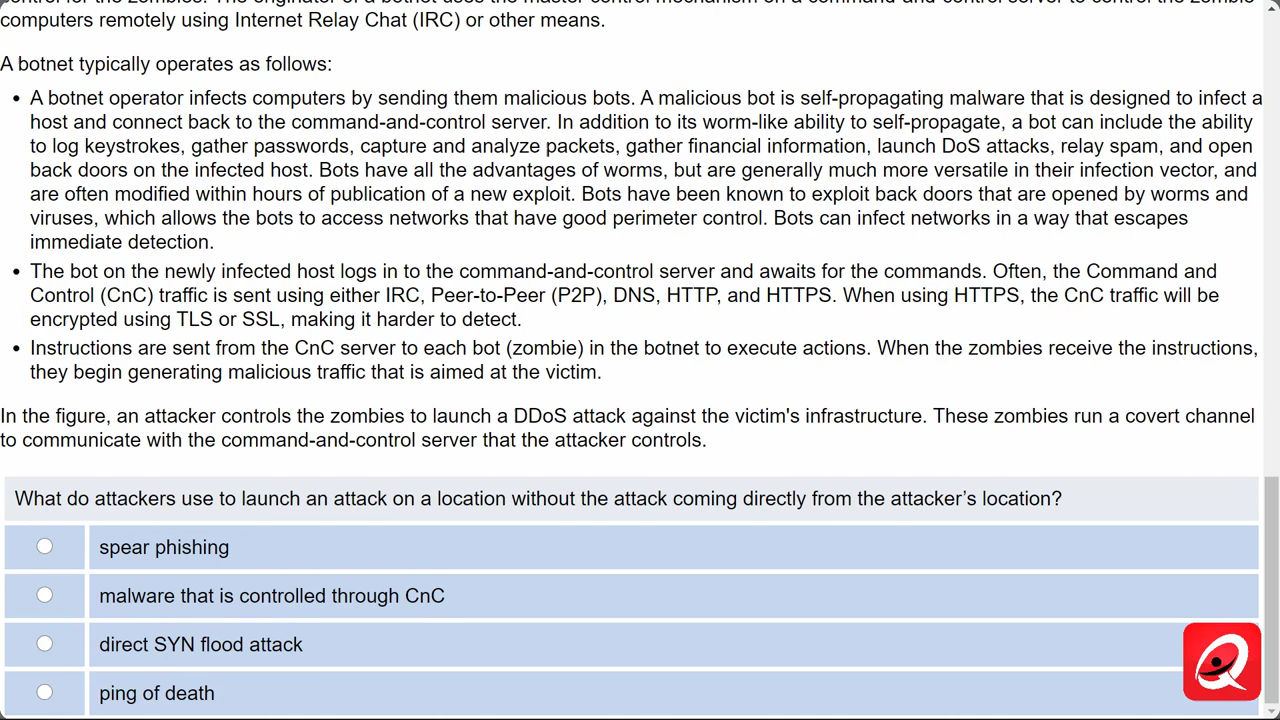 computers remotely using Internet Relay Chat (IRC) or other means.
A botnet typically operates as follows:
• A botnet operator infects computers by sending them malicious bots. A malicious bot is self-propagating malware that is designed to infect a
host and connect back to the command-and-control server. In addition to its worm-like ability to self-propagate, a bot can include the ability
to log keystrokes, gather passwords, capture and analyze packets, gather financial information, launch DoS attacks, relay spam, and open
back doors on the infected host. Bots have all the advantages of worms, but are generally much more versatile in their infection vector, and
are often modified within hours of publication of a new exploit. Bots have been known to exploit back doors that are opened by worms and
viruses, which allows the bots to access networks that have good perimeter control. Bots can infect networks in a way that escapes
immediate detection.
• The bot on the newly infected host logs in to the command-and-control server and awaits for the commands. Often, the Command and
Control (CnC) traffic is sent using either IRC, Peer-to-Peer (P2P), DNS, HTTP, and HTTPS. When using HTTPS, the CnC traffic will be
encrypted using TLS or SSL, making it harder to detect.
• Instructions are sent from the CnC server to each bot (zombie) in the botnet to execute actions. When the zombies receive the instructions,
they begin generating malicious traffic that is aimed at the victim.
In the figure, an attacker controls the zombies to launch a DDoS attack against the victim's infrastructure. These zombies run a covert channel
to communicate with the command-and-control server that the attacker controls.
What do attackers use to launch an attack on a location without the attack coming directly from the attacker’s location?
spear phishing
malware that is controlled through CnC
direct SYN flood attack
ping of death